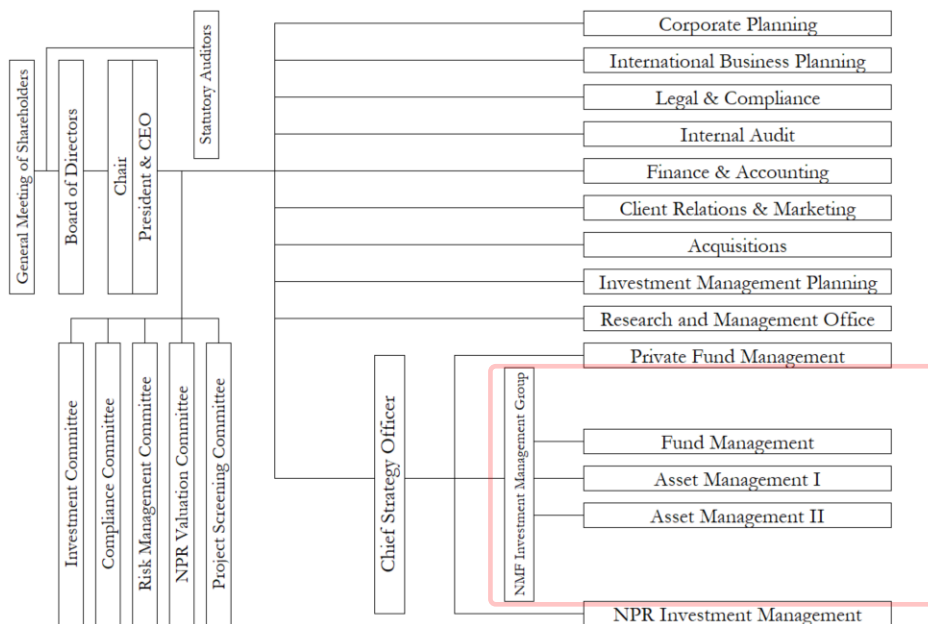 General Meeting of Shareholders
Board of Directors
Chair
President & CEO
Statutory Auditors
Corporate Planning
International Business Planning
Legal & Compliance
Internal Audit
Finance & Accounting
Client Relations & Marketing
Acquisitions
Investment Management Planning
Research and Management Office
Investment Committee
Compliance Committee
Risk Management Committee
NPR Valuation Committee
Project Screening Committee
Chief Strategy Officer
Private Fund Management
NMF Investment Management Group
Fund Management
Asset Management I
Asset Management II
NPR Investment Management